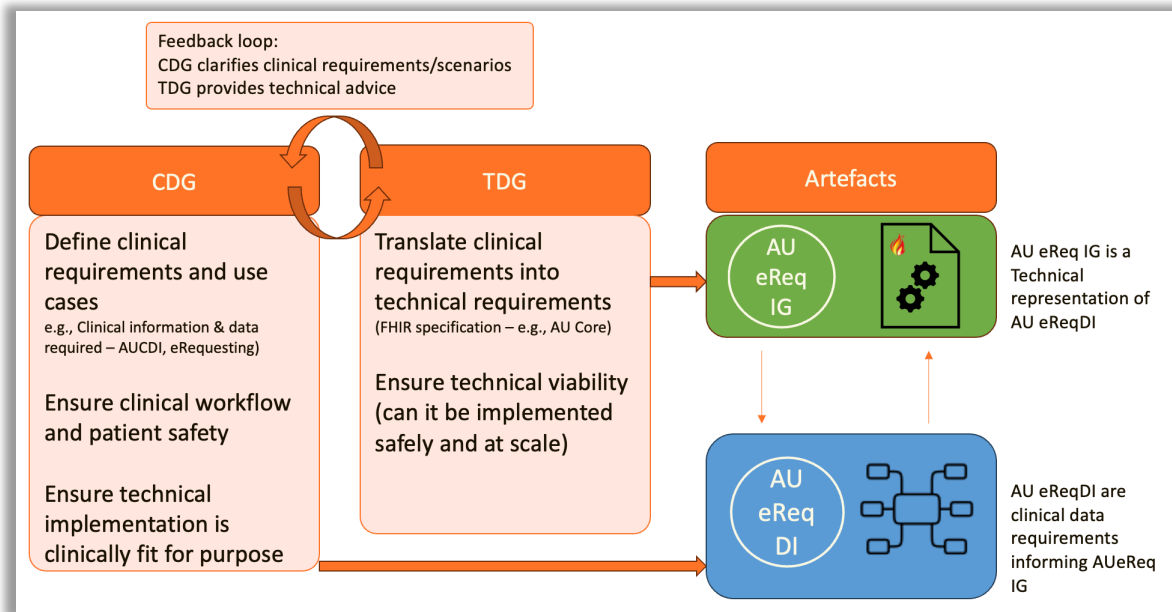 Feedback loop:
CDG clarifies clinical requirements/scenarios
TDG provides technical advice
CDG
Define clinical
requirements and use
cases
e.g., Clinical information & data
required – AUCDI, eRequesting)
Ensure clinical workflow
and patient safety
Ensure technical
implementation is
clinically fit for purpose
TDG
Translate clinical
requirements into
technical requirements
(FHIR specification – e.g., AU Core)
Ensure technical viability
(can it be implemented
safely and at scale)
Artefacts
AU
eReq
IG
AU eReq IG is a
Technical
representation of
AU eReqDI
AU
eReq
DI
AU eReqDI are
clinical data
requirements
informing AUeReq
IG